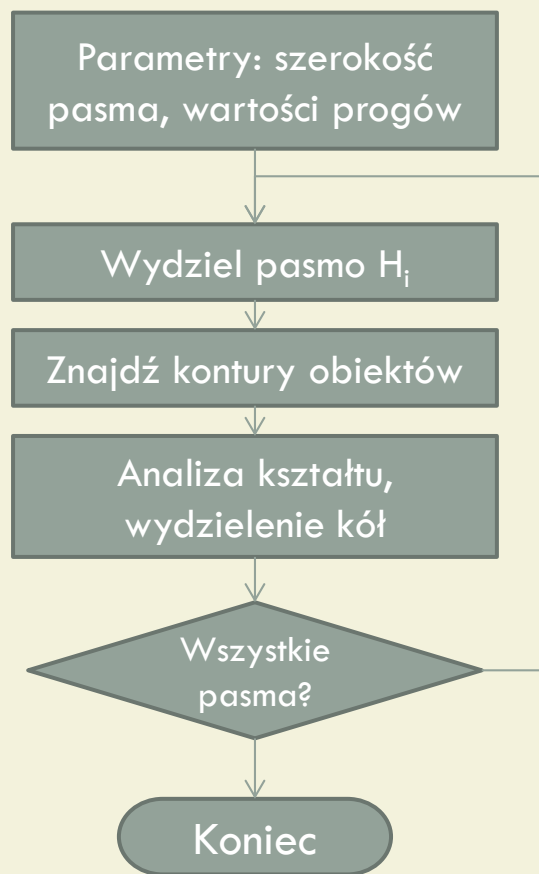 Parametry: szerokość
pasma, wartości progów
Wydziel pasmo Hi
Znajdź kontury obiektów
Analiza kształtu,
wydzielenie kół
Wszystkie
pasma?
Koniec